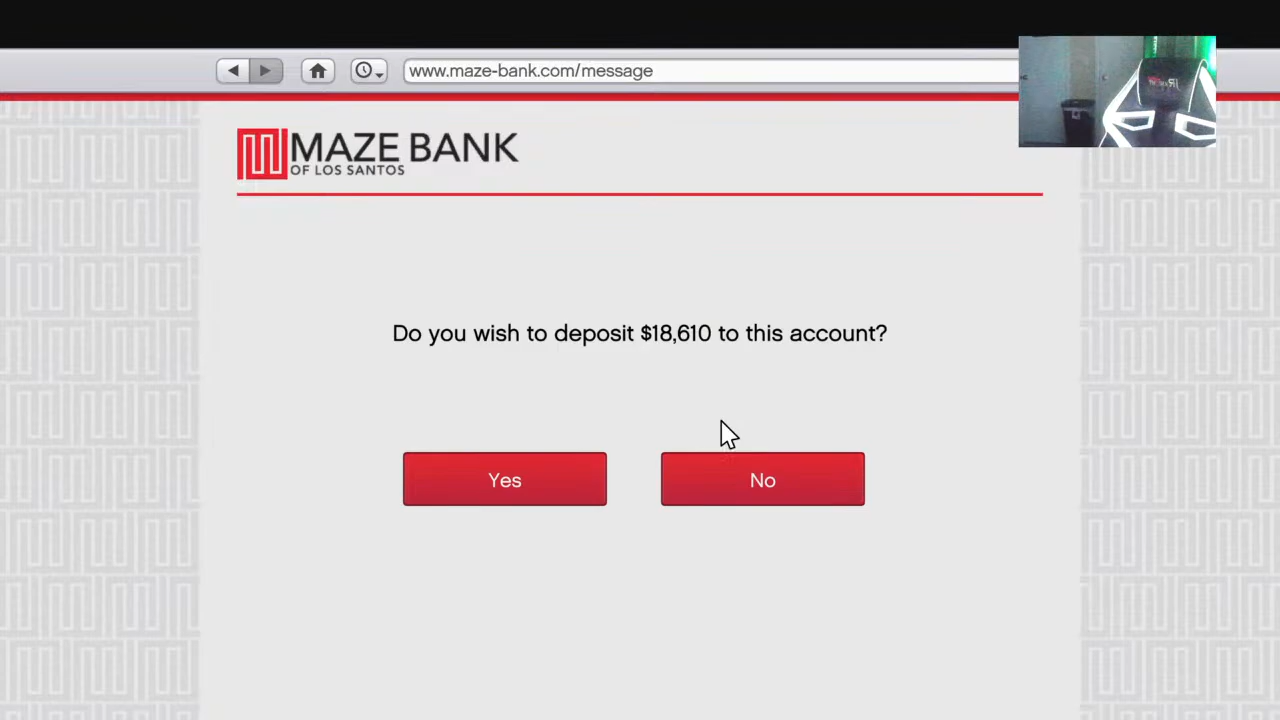 www.maze-bank.com/message
MAZE BANK
OF LOS SANTOS
Do you wish to deposit $18,610 to this account?
Yes
No